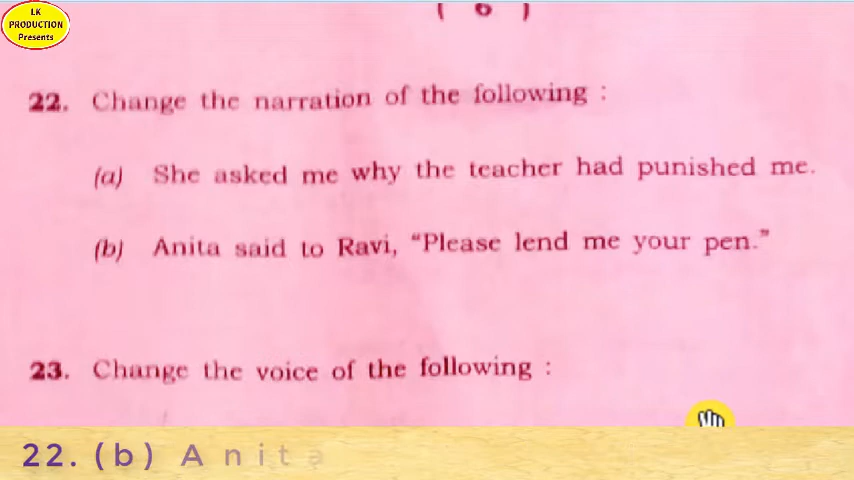 LK
PRODUCTION
Presents
( 6 )
22. Change the narration of the following :
(a) She asked me why the teacher had punished me.
(b) Anita said to Ravi, “Please lend me your pen.”
23. Change the voice of the following :
22. (b) Anita